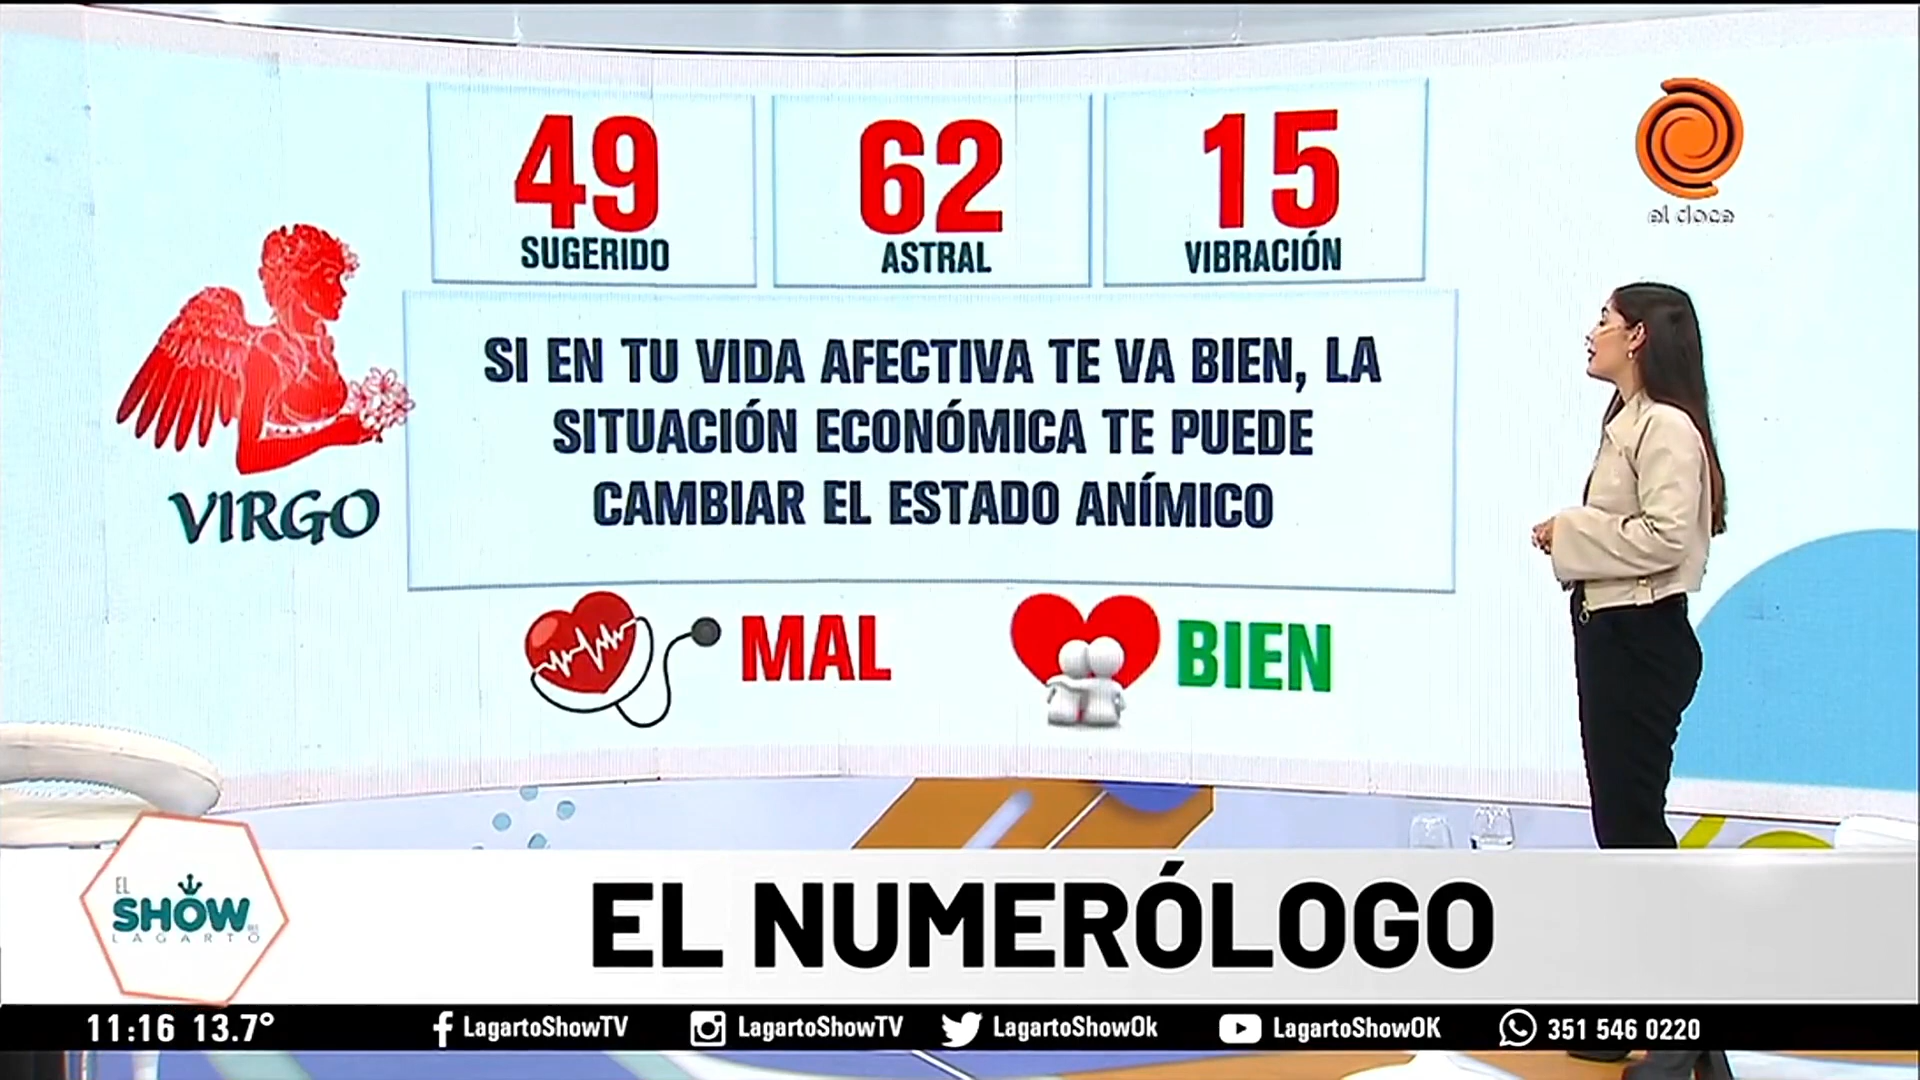 49
SUGERIDO
62
ASTRAL
15
VIBRACIÓN
el doce
VIRGO
SI EN TU VIDA AFECTIVA TE VA BIEN, LA
SITUACIÓN ECONÓMICA TE PUEDE
CAMBIAR EL ESTADO ANÍMICO
MAL
BIEN
EL
SHOW
LAGARTO
EL NUMERÓLOGO
11:16 13.7°
LagartoShowTV
LagartoShowTV
LagartoShowOk
LagartoShowOK
351 546 0220